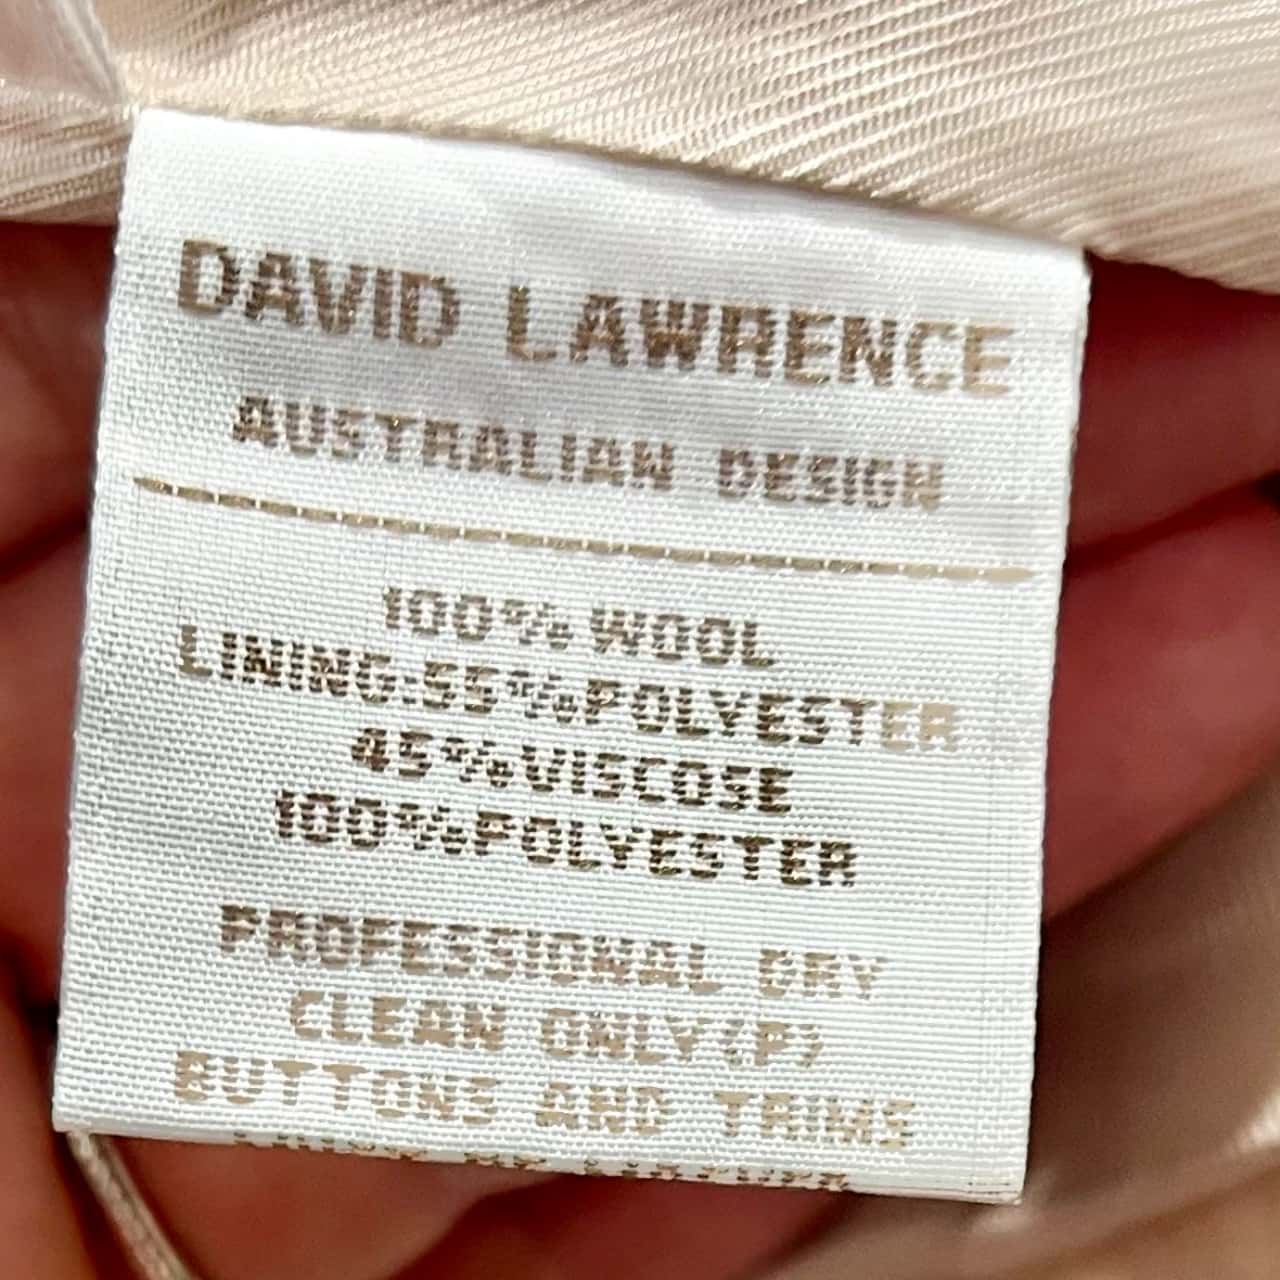 DAVID LAWRENCE
AUSTRALIAN DESIGN
100% WOOL
LINING:55%POLYESTER
45%VISCOSE
100%POLYESTER
PROFESSIONAL DRY
CLEAN ONLY(P)
BUTTONS AND TRIMS